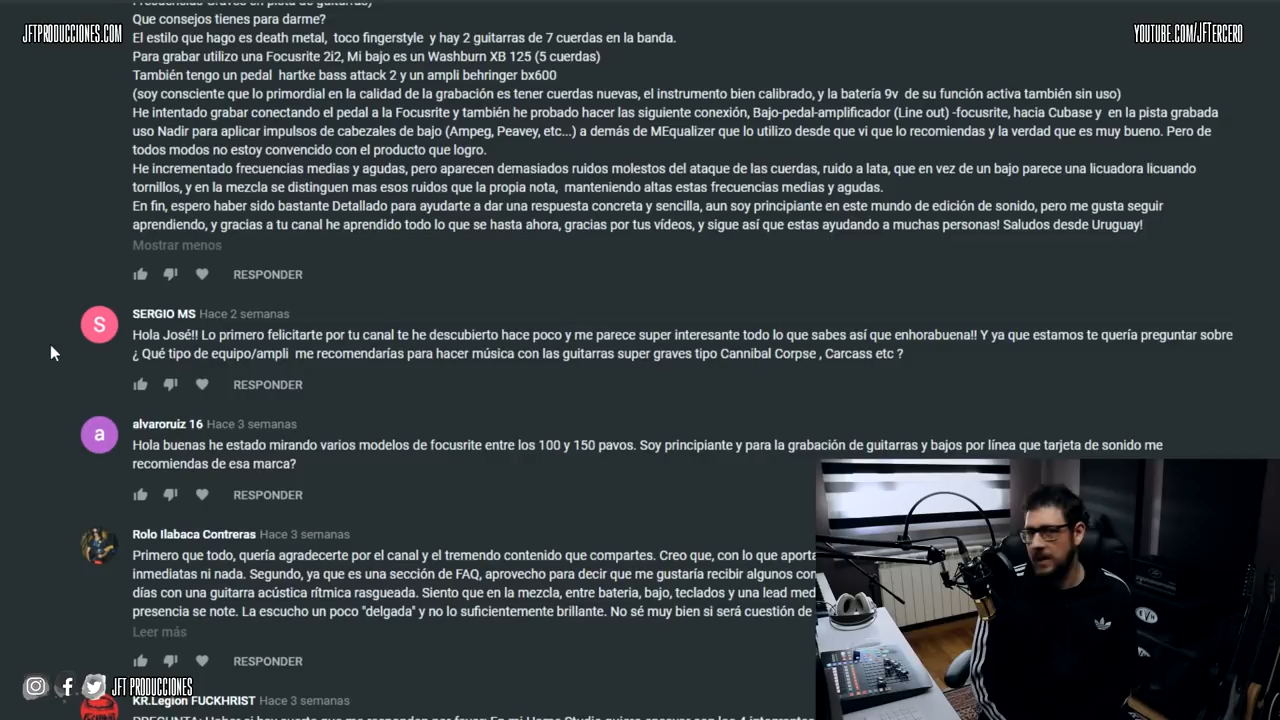 JFTPRODUCCIONES.COM
YOUTUBE.COM/JFTERCERO
Que consejos tienes para darme?
El estilo que hago es death metal, toco fingerstyle y hay 2 guitarras de 7 cuerdas en la banda.
Para grabar utilizo una Focusrite 2i2, Mi bajo es un Washburn XB 125 (5 cuerdas)
También tengo un pedal hartke bass attack 2 y un ampli behringer bx600
(soy consciente que lo primordial en la calidad de la grabación es tener cuerdas nuevas, el instrumento bien calibrado, y la batería 9v de su función activa también sin uso)
He intentado grabar conectando el pedal a la Focusrite y también he probado hacer las siguiente conexión, Bajo-pedal-amplificador (Line out) -focusrite, hacia Cubase y en la pista grabada
uso Nadir para aplicar impulsos de cabezales de bajo (Ampeg, Peavey, etc...) a demás de MEqualizer que lo utilizo desde que vi que lo recomiendas y la verdad que es muy bueno. Pero de
todos modos no estoy convencido con el producto que logro.
He incrementado frecuencias medias y agudas, pero aparecen demasiados ruidos molestos del ataque de las cuerdas, ruido a lata, que en vez de un bajo parece una licuadora licuando
tornillos, y en la mezcla se distinguen mas esos ruidos que la propia nota, manteniendo altas estas frecuencias medias y agudas.
En fin, espero haber sido bastante Detallado para ayudarte a dar una respuesta concreta y sencilla, aun soy principiante en este mundo de edición de sonido, pero me gusta seguir
aprendiendo, y gracias a tu canal he aprendido todo lo que se hasta ahora, gracias por tus vídeos, y sigue así que estas ayudando a muchas personas! Saludos desde Uruguay!
Mostrar menos
RESPONDER
S
SERGIO MS Hace 2 semanas
Hola José!! Lo primero felicitarte por tu canal te he descubierto hace poco y me parece super interesante todo lo que sabes así que enhorabuena!! Y ya que estamos te quería preguntar sobre
¿ Qué tipo de equipo/ampli me recomendarías para hacer música con las guitarras super graves tipo Cannibal Corpse , Carcass etc ?
RESPONDER
a
alvaroruiz 16 Hace 3 semanas
Hola buenas he estado mirando varios modelos de focusrite entre los 100 y 150 pavos. Soy principiante y para la grabación de guitarras y bajos por línea que tarjeta de sonido me
recomiendas de esa marca?
RESPONDER
Rolo Ilabaca Contreras Hace 3 semanas
Primero que todo, quería agradecerte por el canal y el tremendo contenido que compartes. Creo que, con lo que aporta
inmediatas ni nada. Segundo, ya que es una sección de FAQ, aprovecho para decir que me gustaría recibir algunos con
días con una guitarra acústica rítmica rasgueada. Siento que en la mezcla, entre bateria, bajo, teclados y una lead med
presencia se note. La escucho un poco "delgada" y no lo suficientemente brillante. No sé muy bien si será cuestión de
Leer más
RESPONDER
JFT PRODUCCIONES
KR.Legion FUCKHRIST Hace 3 semanas